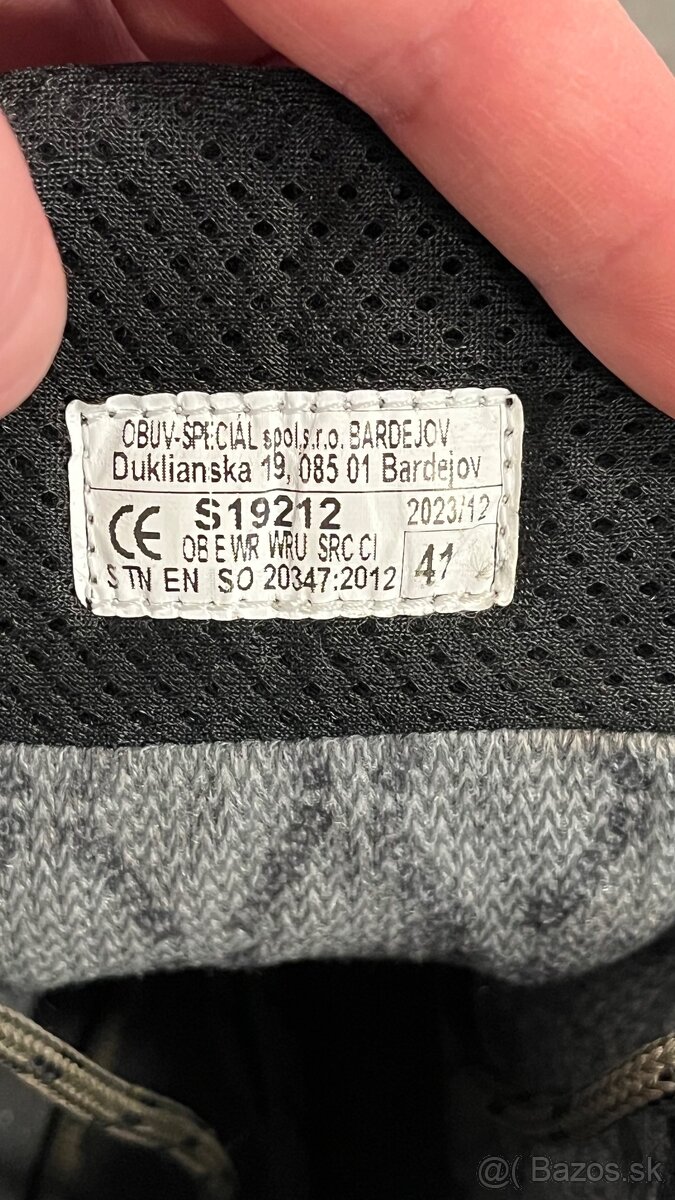 OBUV-ŠPECIÁL spol.s.r.o. BARDEJOV
Duklianska 19, 085 01 Bardejov
CE S19212 2023/12
OB E WR WRU SRC CI
STN EN ISO 20347:2012 41
@( Bazos.sk